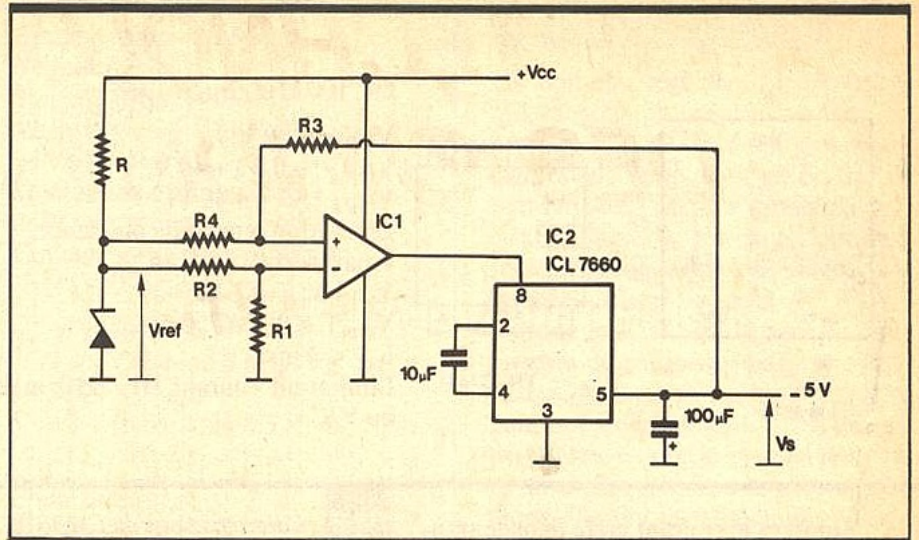 +Vcc
R3
R
R4
IC1
+
-
R2
IC2
ICL 7660
8
Vref
R1
2
10µF
4
5
3
- 5 V
100µF
+
Vs